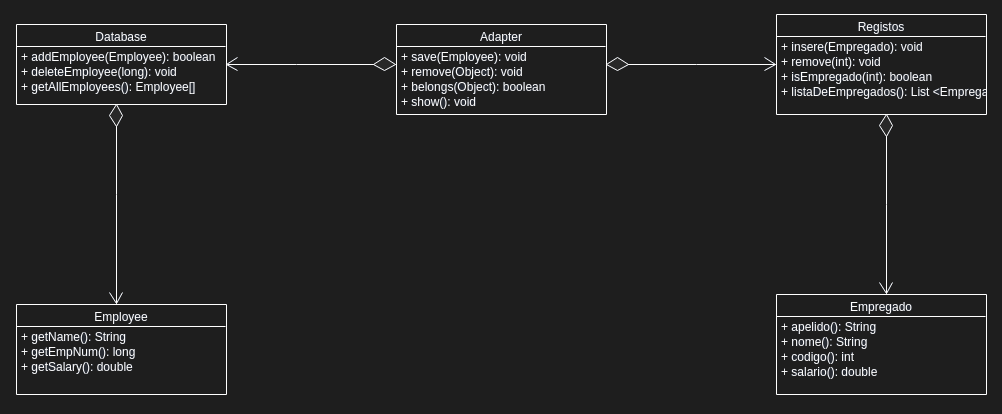 Database
+ addEmployee(Employee): boolean
+ deleteEmployee(long): void
+ getAllEmployees(): Employee[]
Adapter
+ save(Employee): void
+ remove(Object): void
+ belongs(Object): boolean
+ show(): void
Registos
+ insere(Empregado): void
+ remove(int): void
+ isEmpregado(int): boolean
+ listaDeEmpregados(): List <Emprega
Employee
+ getName(): String
+ getEmpNum(): long
+ getSalary(): double
Empregado
+ apelido(): String
+ nome(): String
+ codigo(): int
+ salario(): double